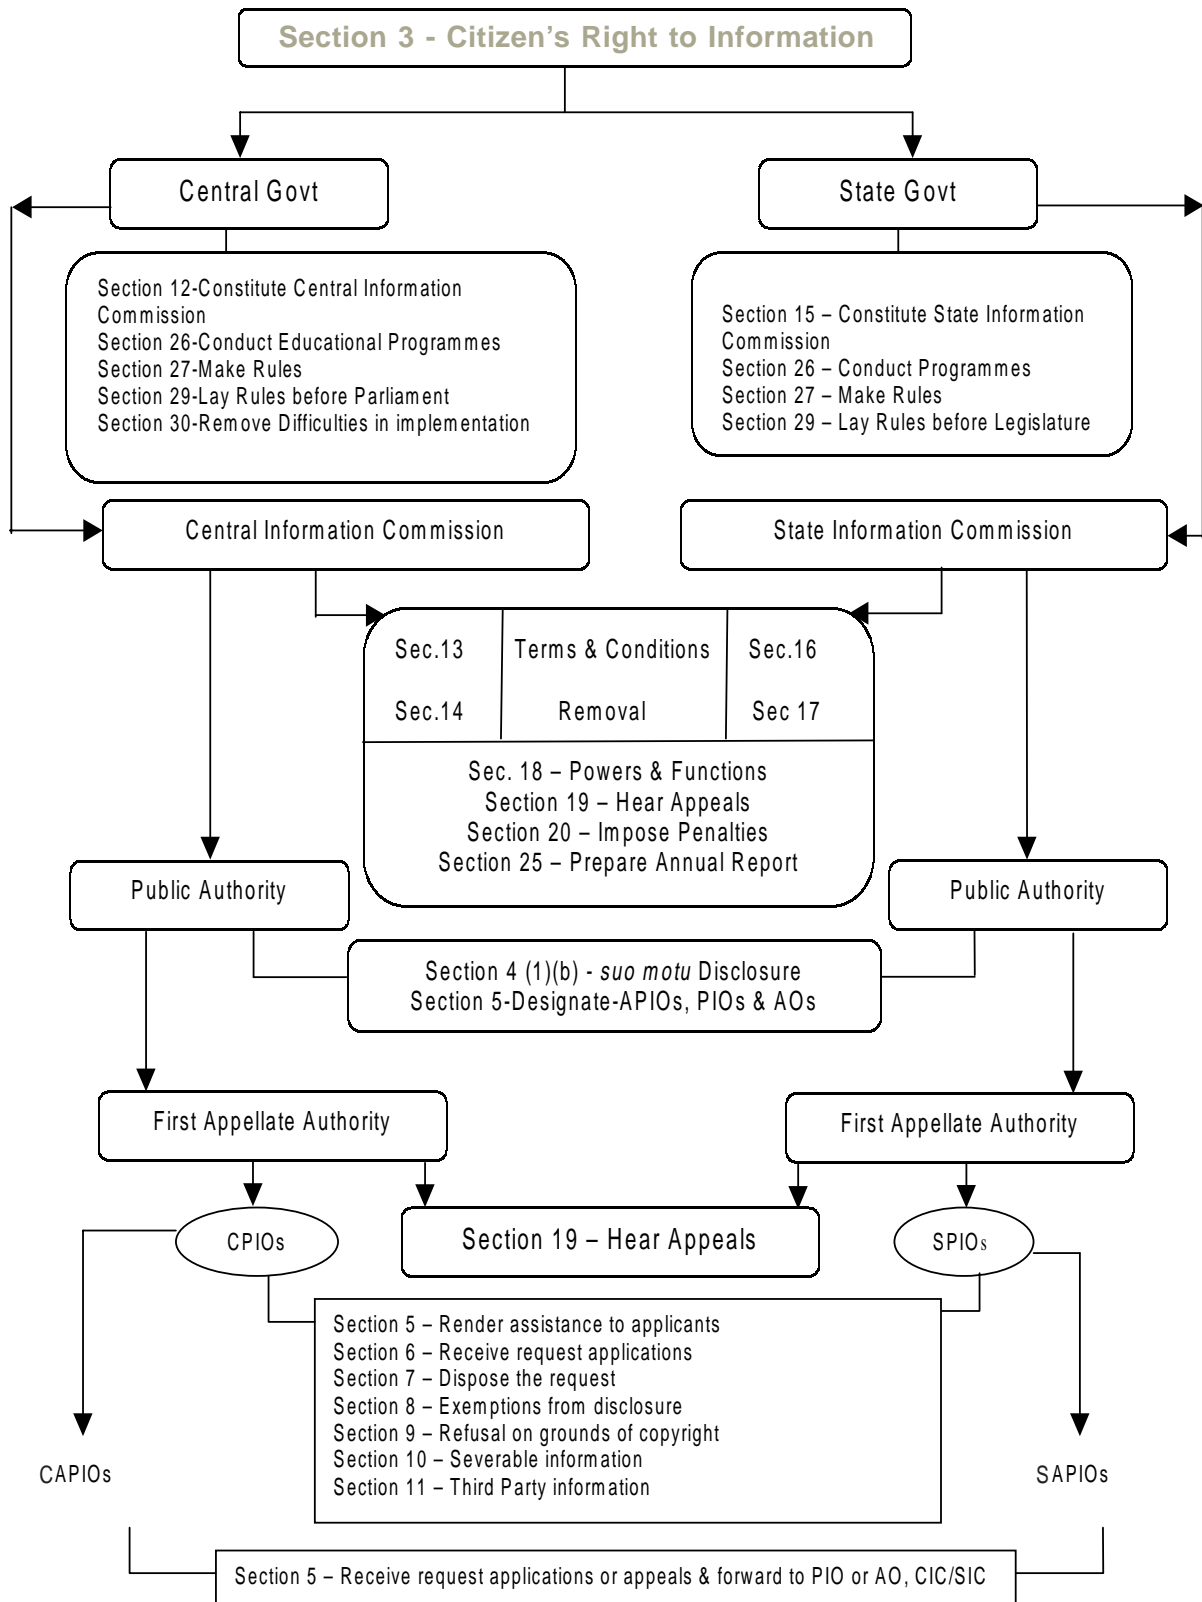 Section 3 - Citizen’s Right to Information
Central Govt
State Govt
Section 12-Constitute Central Information
Commission
Section 26-Conduct Educational Programmes
Section 27-Make Rules
Section 29-Lay Rules before Parliament
Section 30-Remove Difficulties in implementation
Section 15 – Constitute State Information
Commission
Section 26 – Conduct Programmes
Section 27 – Make Rules
Section 29 – Lay Rules before Legislature
Central Information Commission
State Information Commission
Sec.13 Terms & Conditions Sec.16
Sec.14 Removal Sec 17
Sec. 18 – Powers & Functions
Section 19 – Hear Appeals
Section 20 – Impose Penalties
Section 25 – Prepare Annual Report
Public Authority
Public Authority
Section 4 (1)(b) - suo motu Disclosure
Section 5-Designate-APIOs, PIOs & AOs
First Appellate Authority
First Appellate Authority
CPIOs
Section 19 – Hear Appeals
SPIOs
Section 5 – Render assistance to applicants
Section 6 – Receive request applications
Section 7 – Dispose the request
Section 8 – Exemptions from disclosure
Section 9 – Refusal on grounds of copyright
Section 10 – Severable information
Section 11 – Third Party information
CAPIOs
SAPIOs
Section 5 – Receive request applications or appeals & forward to PIO or AO, CIC/SIC